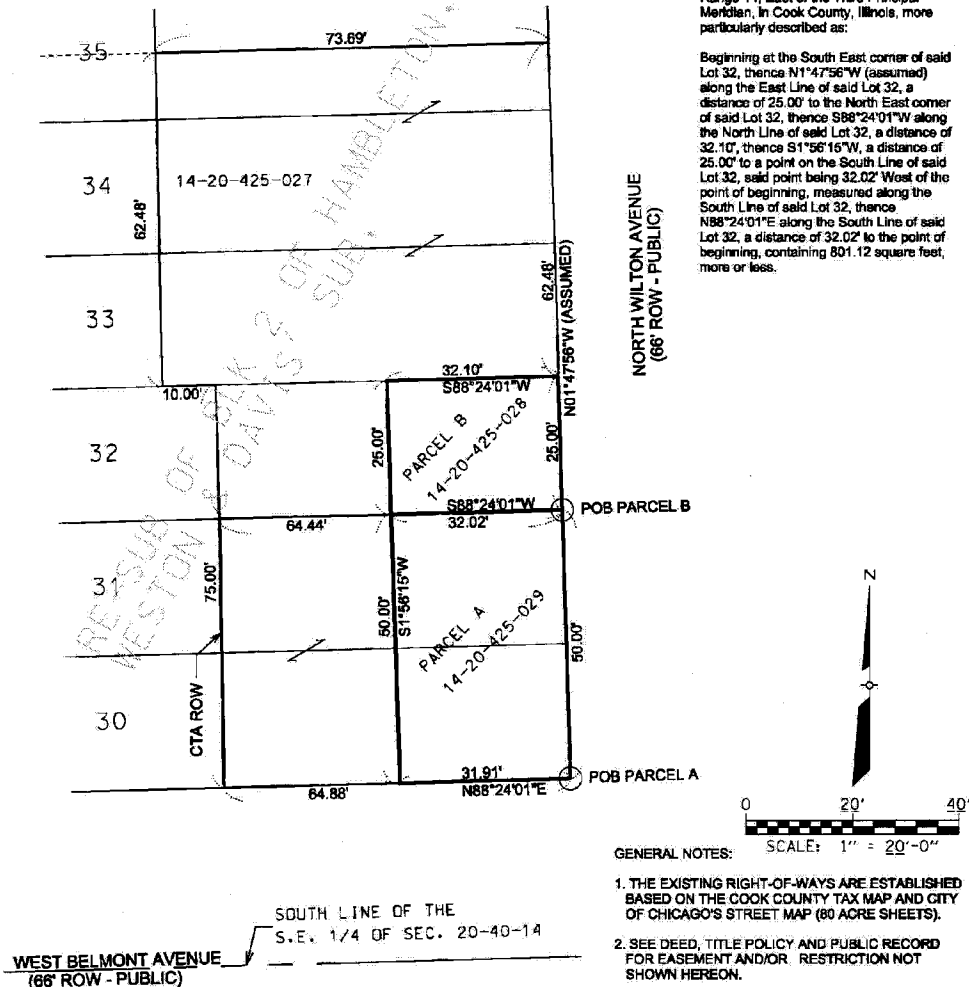 Meridian, in Cook County, Illinois, more
particularly described as:
Beginning at the South East corner of said
Lot 32, thence N1°47'56"W (assumed)
along the East Line of said Lot 32, a
distance of 25.00' to the North East corner
of said Lot 32, thence S88°24'01"W along
the North Line of said Lot 32, a distance of
32.10', thence S1°56'15"W, a distance of
25.00' to a point on the South Line of said
Lot 32, said point being 32.02' West of the
point of beginning, measured along the
South Line of said Lot 32, thence
N88°24'01"E along the South Line of said
Lot 32, a distance of 32.02' to the point of
beginning, containing 801.12 square feet,
more or less.
35
73.69'
34
14-20-425-027
62.48'
33
62.48'
N01°47'56"W (ASSUMED)
NORTH WILTON AVENUE
(66' ROW - PUBLIC)
RE-SUB OF BLK 2 OF HAMBLETON,
WESTON & DAVIS' SUB.
10.00'
32.10'
S88°24'01"W
32
25.00'
PARCEL B
14-20-425-028
25.00'
S88°24'01"W
32.02'
POB PARCEL B
64.44'
31
75.00'
50.00'
S1°56'15"W
PARCEL A
14-20-425-029
50.00'
30
CTA ROW
31.91'
N88°24'01"E
POB PARCEL A
64.88'
N
0 20' 40'
SCALE: 1" = 20'-0"
GENERAL NOTES:
1. THE EXISTING RIGHT-OF-WAYS ARE ESTABLISHED
BASED ON THE COOK COUNTY TAX MAP AND CITY
OF CHICAGO'S STREET MAP (80 ACRE SHEETS).
2. SEE DEED, TITLE POLICY AND PUBLIC RECORD
FOR EASEMENT AND/OR RESTRICTION NOT
SHOWN HEREON.
SOUTH LINE OF THE
S.E. 1/4 OF SEC. 20-40-14
WEST BELMONT AVENUE
(66' ROW - PUBLIC)